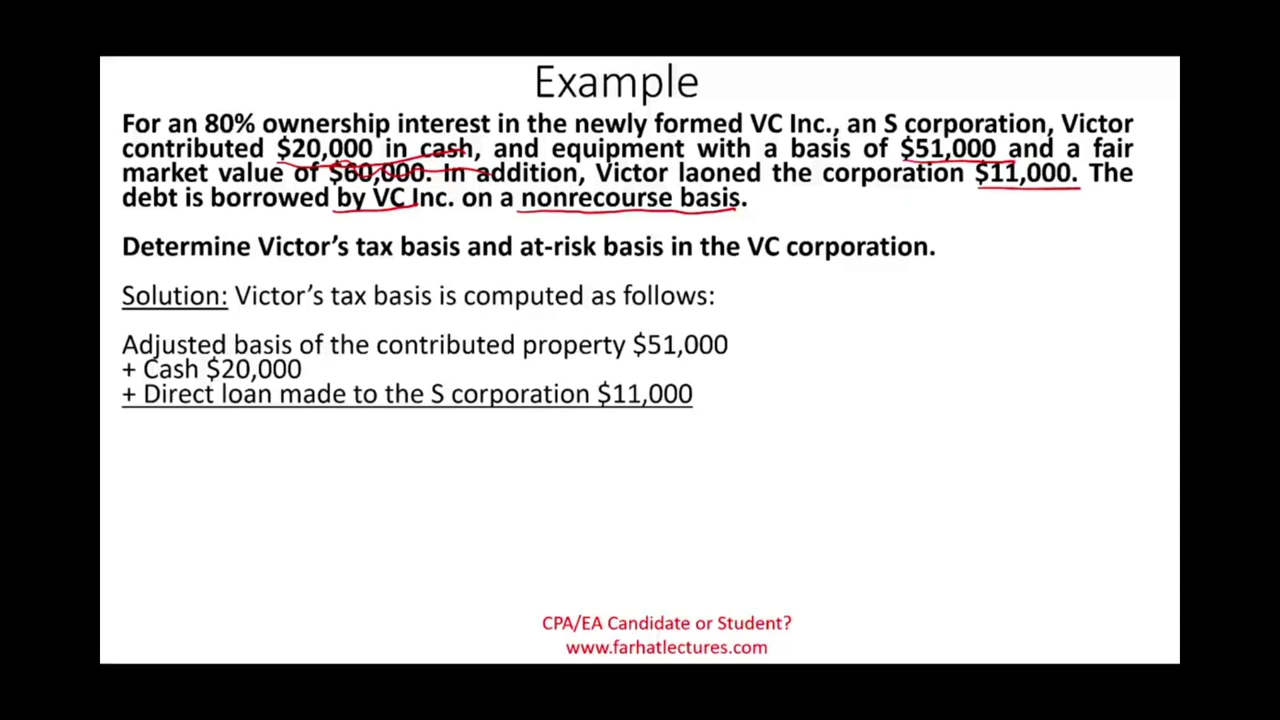 Example
For an 80% ownership interest in the newly formed VC Inc., an S corporation, Victor
contributed $20,000 in cash, and equipment with a basis of $51,000 and a fair
market value of $60,000. In addition, Victor laoned the corporation $11,000. The
debt is borrowed by VC Inc. on a nonrecourse basis.
Determine Victor's tax basis and at-risk basis in the VC corporation.
Solution: Victor's tax basis is computed as follows:
Adjusted basis of the contributed property $51,000
+ Cash $20,000
+ Direct loan made to the S corporation $11,000
CPA/EA Candidate or Student?
www.farhatlectures.com